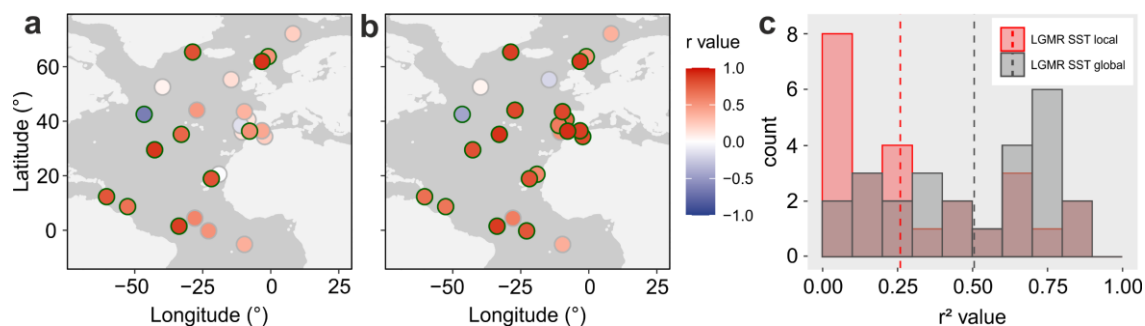 a
b
c
Latitude (°)
60
40
20
0
−50
−25
0
25
Longitude (°)
−50
−25
0
25
Longitude (°)
r value
1.0
0.5
0.0
−0.5
−1.0
count
8
6
4
2
0
LGMR SST local
LGMR SST global
0.00
0.25
0.50
0.75
1.00
r² value